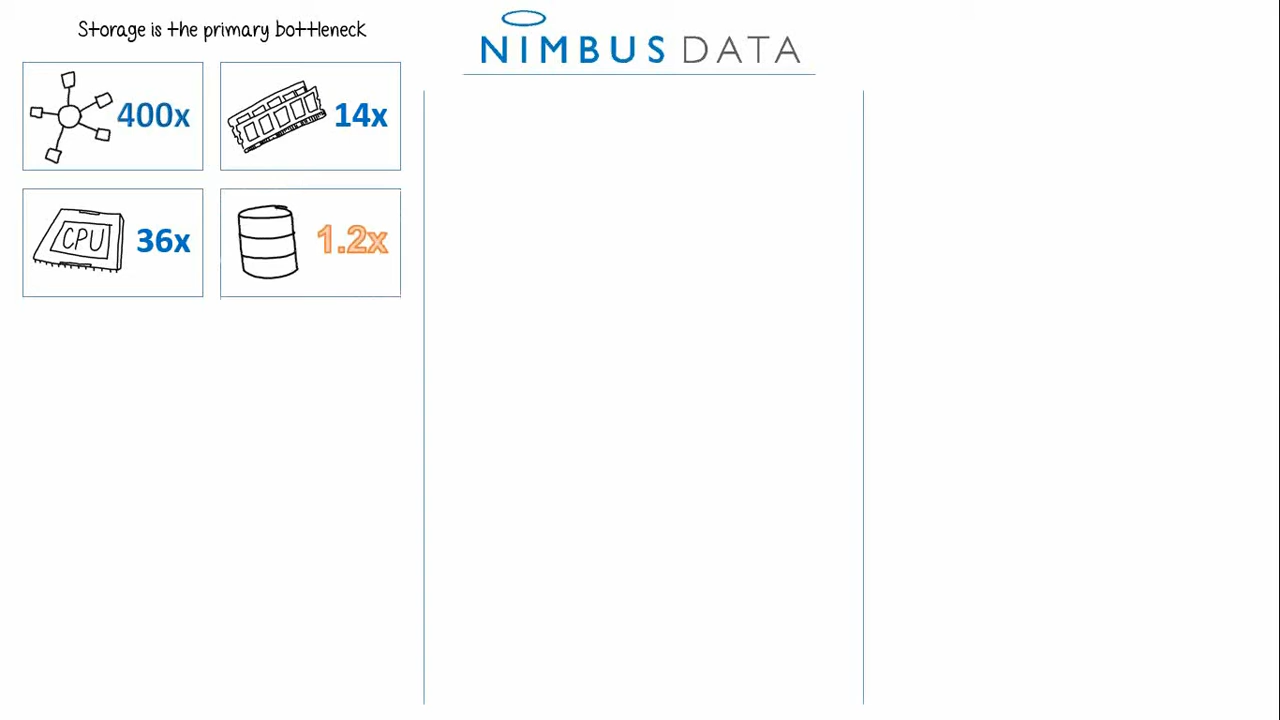 Storage is the primary bottleneck
NIMBUS DATA
400x
14x
CPU
36x
1.2x